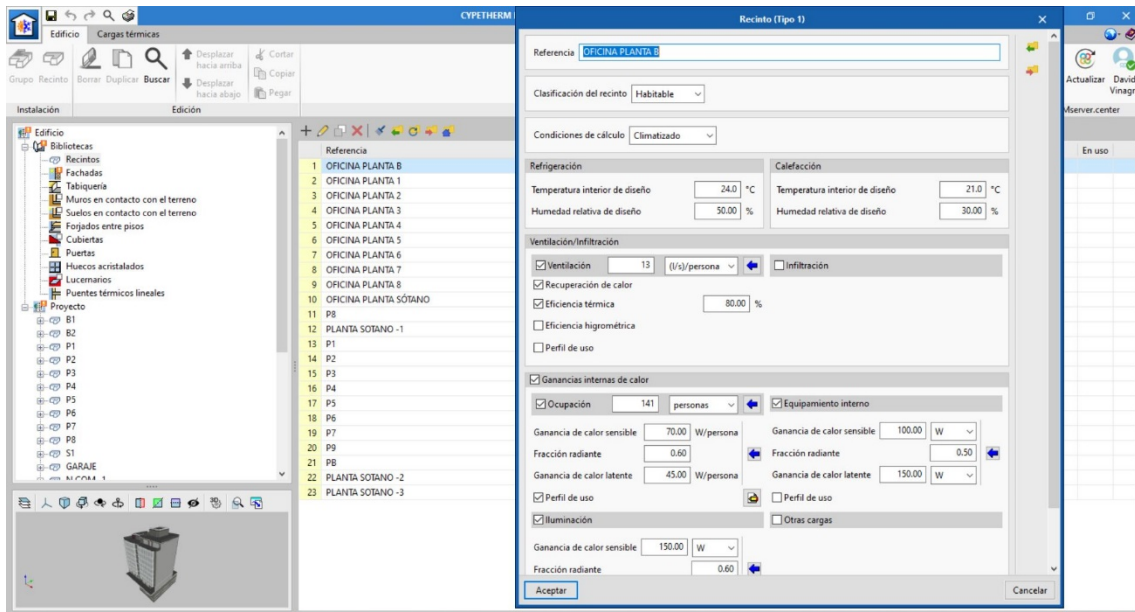 CYPETHERM
Edificio Cargas térmicas
Grupo Recinto Borrar Duplicar Buscar
Desplazar hacia arriba
Desplazar hacia abajo
Cortar
Copiar
Pegar
Instalación Edición
Actualizar David
Vinagr
Mserver.center
Edificio
Bibliotecas
Recintos
Fachadas
Tabiquería
Muros en contacto con el terreno
Suelos en contacto con el terreno
Forjados entre pisos
Cubiertas
Puertas
Huecos acristalados
Lucernarios
Puentes térmicos lineales
Proyecto
B1
B2
P1
P2
P3
P4
P5
P6
P7
P8
S1
GARAJE
Referencia
1 OFICINA PLANTA B
2 OFICINA PLANTA 1
3 OFICINA PLANTA 2
4 OFICINA PLANTA 3
5 OFICINA PLANTA 4
6 OFICINA PLANTA 5
7 OFICINA PLANTA 6
8 OFICINA PLANTA 7
9 OFICINA PLANTA 8
10 OFICINA PLANTA SÓTANO
11 P8
12 PLANTA SOTANO -1
13 P1
14 P2
15 P3
16 P4
17 P5
18 P6
19 P7
20 P9
21 PB
22 PLANTA SOTANO -2
23 PLANTA SOTANO -3
En uso
Recinto (Tipo 1)
Referencia OFICINA PLANTA B
Clasificación del recinto Habitable
Condiciones de cálculo Climatizado
Refrigeración Calefacción
Temperatura interior de diseño 24.0 °C Temperatura interior de diseño 21.0 °C
Humedad relativa de diseño 50.00 % Humedad relativa de diseño 30.00 %
Ventilación/Infiltración
Ventilación 13 (l/s)/persona Infiltración
Recuperación de calor
Eficiencia térmica 80.00 %
Eficiencia higrométrica
Perfil de uso
Ganancias internas de calor
Ocupación 141 personas Equipamiento interno
Ganancia de calor sensible 70.00 W/persona Ganancia de calor sensible 100.00 W
Fracción radiante 0.60 Fracción radiante 0.50
Ganancia de calor latente 45.00 W/persona Ganancia de calor latente 150.00 W
Perfil de uso Perfil de uso
Iluminación Otras cargas
Ganancia de calor sensible 150.00 W
Fracción radiante 0.60
Aceptar Cancelar